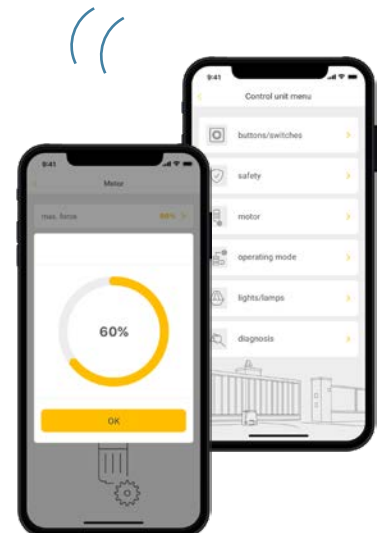 9:41
Control unit menu
buttons/switches
safety
motor
operating mode
lights/lamps
diagnosis
9:41
Motor
max. force 60%
60%
OK